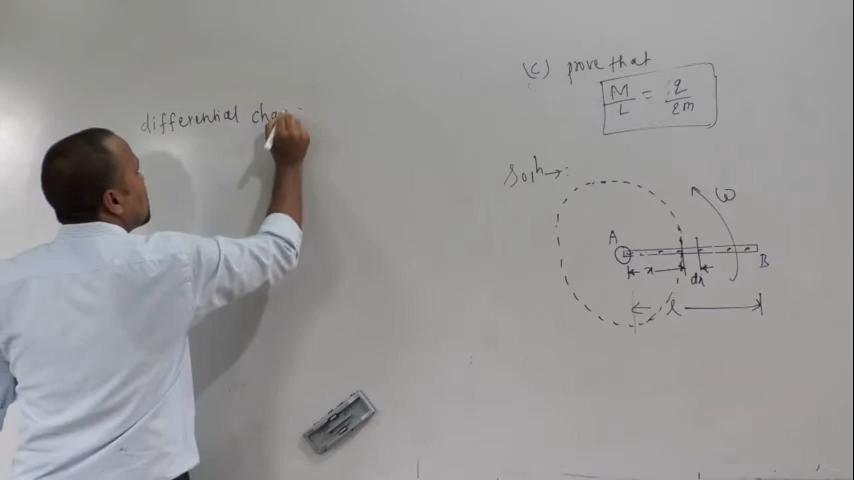 differential cha
(c) prove that
M/L = q/2m
Soln →:
ω
A
B
x
dx
l